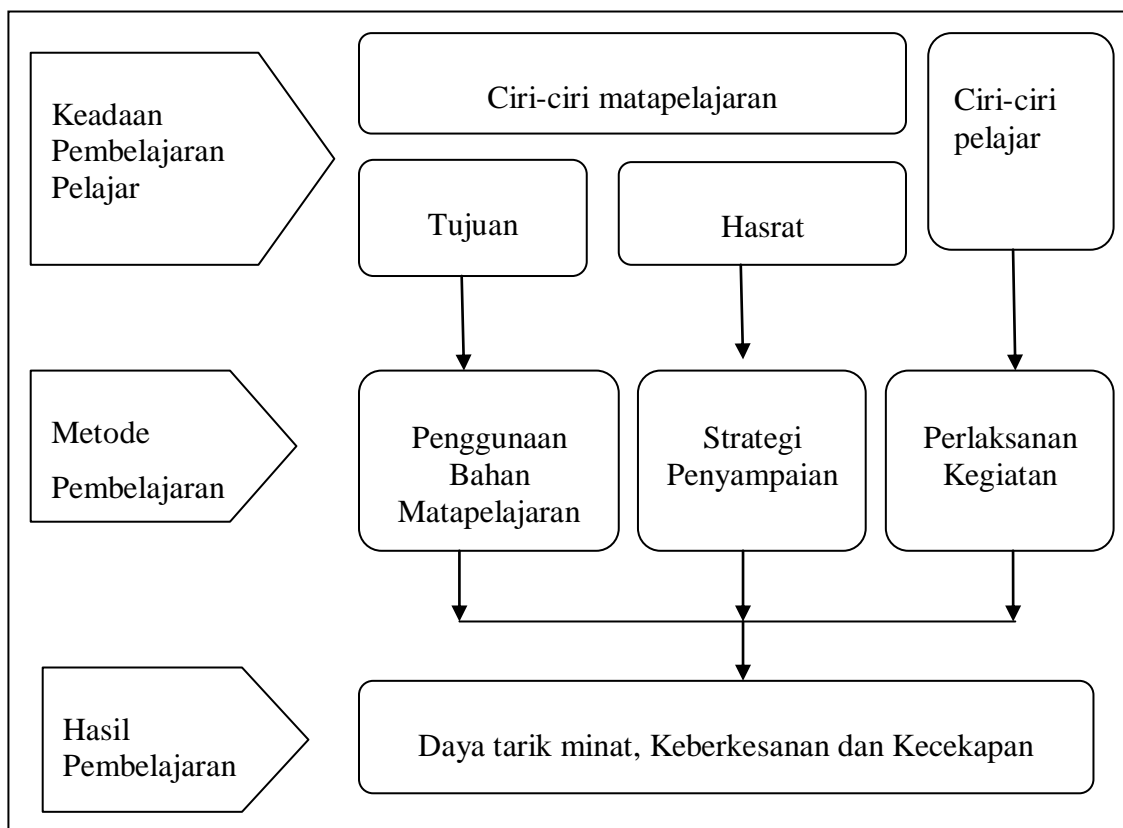 Keadaan
Pembelajaran
Pelajar
Ciri-ciri matapelajaran
Ciri-ciri
pelajar
Tujuan
Hasrat
Metode
Pembelajaran
Penggunaan
Bahan
Matapelajaran
Strategi
Penyampaian
Perlaksanan
Kegiatan
Hasil
Pembelajaran
Daya tarik minat, Keberkesanan dan Kecekapan